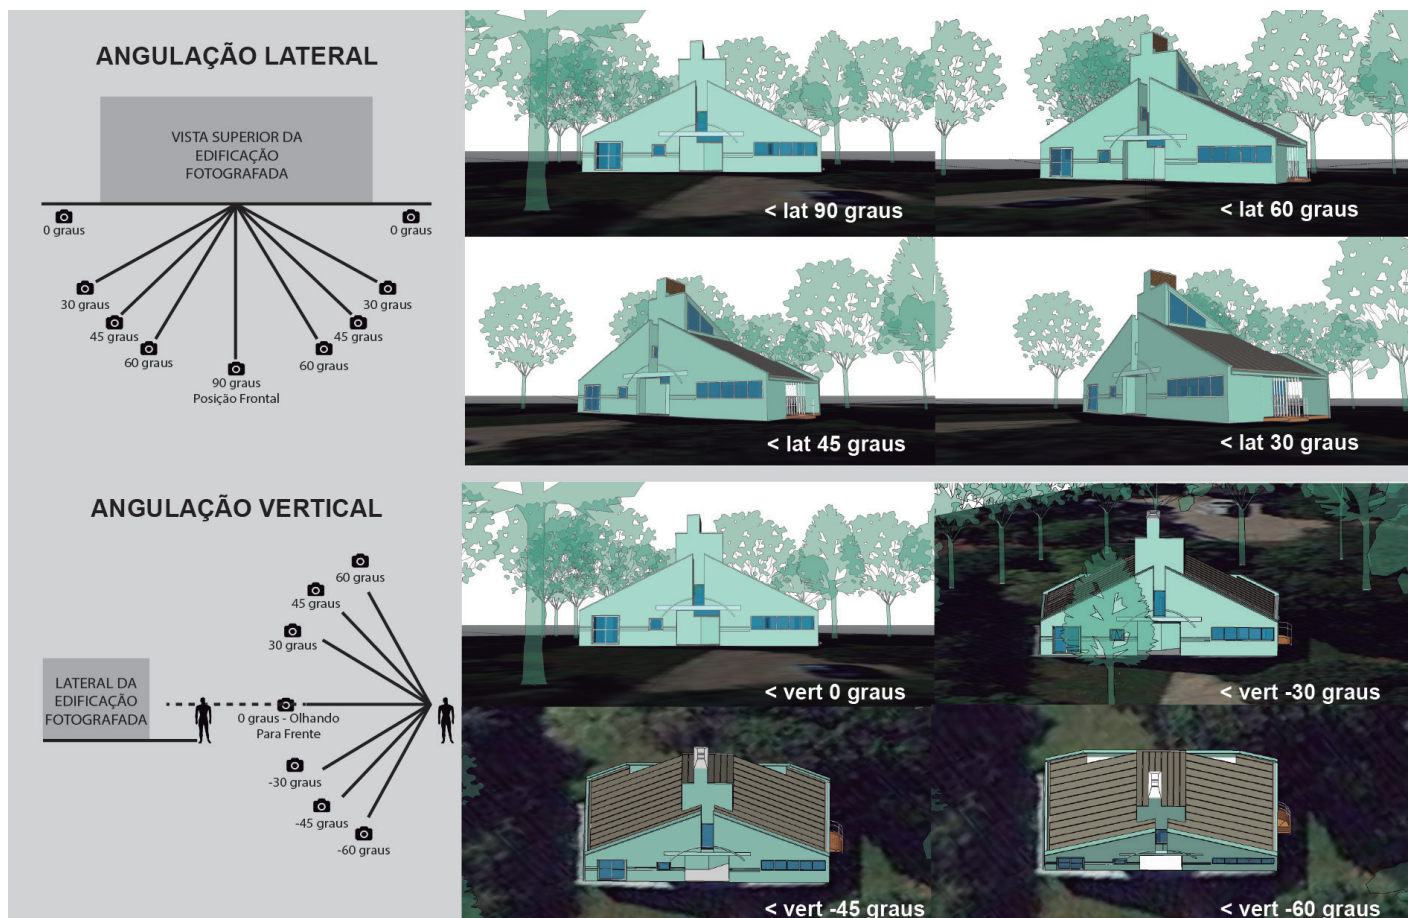 ANGULAÇÃO LATERAL
VISTA SUPERIOR DA
EDIFICAÇÃO
FOTOGRAFADA
0 graus
0 graus
30 graus
30 graus
45 graus
45 graus
60 graus
60 graus
90 graus
Posição Frontal
< lat 90 graus
< lat 60 graus
< lat 45 graus
< lat 30 graus
ANGULAÇÃO VERTICAL
60 graus
45 graus
30 graus
LATERAL DA
EDIFICAÇÃO
FOTOGRAFADA
0 graus - Olhando
Para Frente
-30 graus
-45 graus
-60 graus
< vert 0 graus
< vert -30 graus
< vert -45 graus
< vert -60 graus